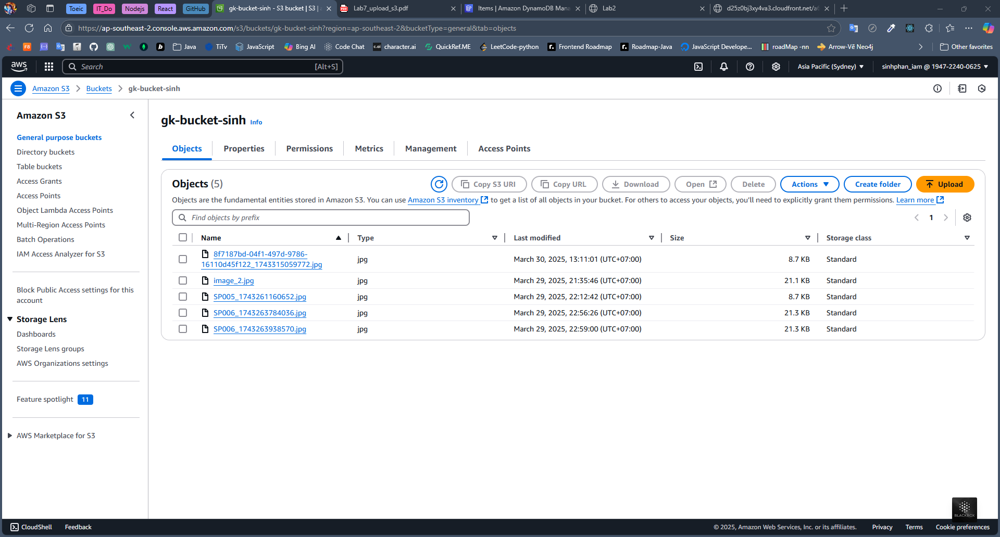 Toeic
IT_Do
Nodejs
React
GitHub
gk-bucket-sinh - S3 bucket | S3 |
Lab7_upload_s3.pdf
Items | Amazon DynamoDB Mana
Lab2
d25z0bj3xy4va3.cloudfront.net/a6
https://ap-southeast-2.console.aws.amazon.com/s3/buckets/gk-bucket-sinh?region=ap-southeast-2&bucketType=general&tab=objects
F8
Java
TiTv
JavaScript
Bing AI
Code Chat
c.ai
character.ai
QuickRef.ME
LeetCode-python
Frontend Roadmap
Roadmap-Java
JavaScript Develope...
roadMap -nn
Arrow-Vẽ Neo4j
Other favorites
aws
Search
[Alt+S]
Asia Pacific (Sydney)
sinhphan_iam @ 1947-2240-0625
Amazon S3
Buckets
gk-bucket-sinh
Amazon S3
General purpose buckets
Directory buckets
Table buckets
Access Grants
Access Points
Object Lambda Access Points
Multi-Region Access Points
Batch Operations
IAM Access Analyzer for S3
Block Public Access settings for this
account
Storage Lens
Dashboards
Storage Lens groups
AWS Organizations settings
Feature spotlight 11
AWS Marketplace for S3
gk-bucket-sinh Info
Objects
Properties
Permissions
Metrics
Management
Access Points
Objects (5)
Copy S3 URI
Copy URL
Download
Open
Delete
Actions
Create folder
Upload
Objects are the fundamental entities stored in Amazon S3. You can use Amazon S3 inventory to get a list of all objects in your bucket. For others to access your objects, you'll need to explicitly grant them permissions. Learn more
Find objects by prefix
1
Name Type Last modified Size Storage class
8f7187bd-04f1-497d-9786-
16110d45f122_1743315059772.jpg jpg March 30, 2025, 13:11:01 (UTC+07:00) 8.7 KB Standard
image_2.jpg jpg March 29, 2025, 21:35:46 (UTC+07:00) 21.1 KB Standard
SP005_1743261160652.jpg jpg March 29, 2025, 22:12:42 (UTC+07:00) 8.7 KB Standard
SP006_1743263784036.jpg jpg March 29, 2025, 22:56:26 (UTC+07:00) 21.3 KB Standard
SP006_1743263938570.jpg jpg March 29, 2025, 22:59:00 (UTC+07:00) 21.3 KB Standard
BLACKBOX
CloudShell
Feedback
© 2025, Amazon Web Services, Inc. or its affiliates.
Privacy
Terms
Cookie preferences